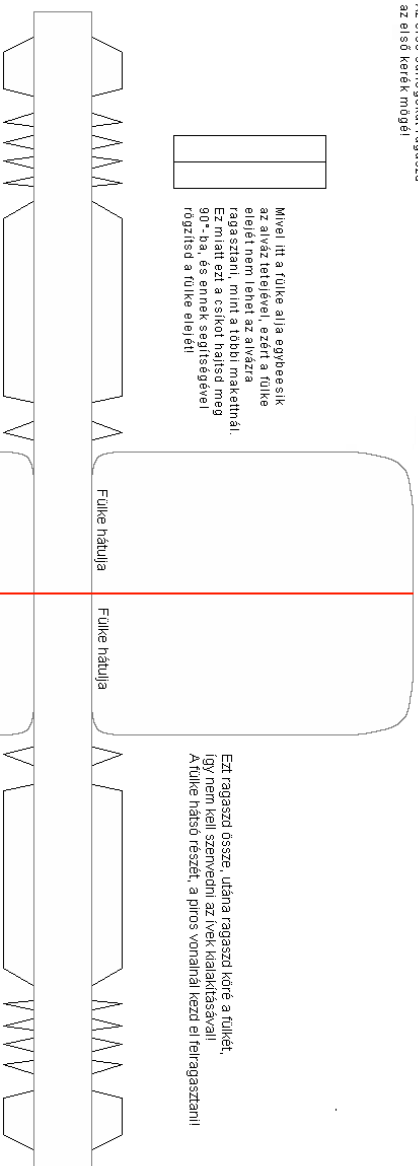 az első kerék mögé!
Mivel itt a fülke alja egybeesik
az alváz tetejével, ezért a fülke
elejét nem lehet az alvázra
ragasztani, mint a többi makettnál.
Ez miatt ezt a csíkot hajtsd meg
90°-ba, és ennek segítségével
rögzítsd a fülke elejét!
Fülke hátulja
Fülke hátulja
Ezt ragaszd össze, utána ragaszd köré a fülkét,
így nem kell szenvedni az ívek kialakításával!
A fülke hátsó részét, a piros vonalnál kezd el felragasztani!